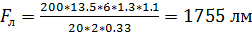 Fл = 200*13.5*6*1.3*1.1 / 20*2*0.33 = 1755 лм